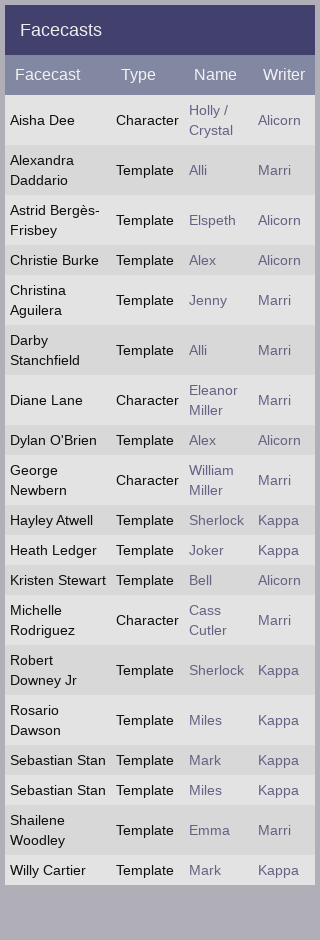 Facecasts
Facecast Type Name Writer
Aisha Dee Character Holly / Crystal Alicorn
Alexandra Daddario Template Alli Marri
Astrid Bergès-Frisbey Template Elspeth Alicorn
Christie Burke Template Alex Alicorn
Christina Aguilera Template Jenny Marri
Darby Stanchfield Template Alli Marri
Diane Lane Character Eleanor Miller Marri
Dylan O'Brien Template Alex Alicorn
George Newbern Character William Miller Marri
Hayley Atwell Template Sherlock Kappa
Heath Ledger Template Joker Kappa
Kristen Stewart Template Bell Alicorn
Michelle Rodriguez Character Cass Cutler Marri
Robert Downey Jr Template Sherlock Kappa
Rosario Dawson Template Miles Kappa
Sebastian Stan Template Mark Kappa
Sebastian Stan Template Miles Kappa
Shailene Woodley Template Emma Marri
Willy Cartier Template Mark Kappa